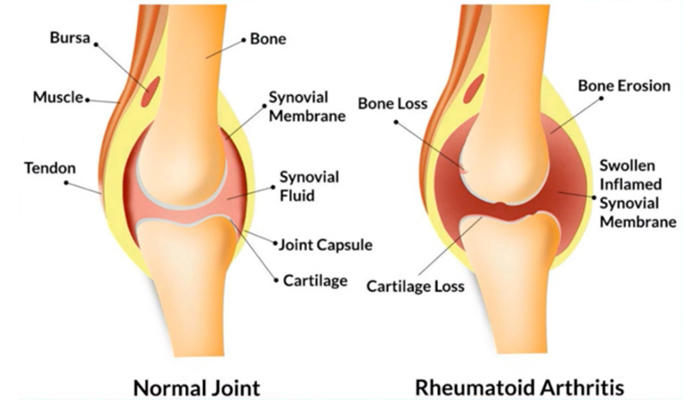 Bursa
Bone
Muscle
Synovial
Membrane
Tendon
Synovial
Fluid
Joint Capsule
Cartilage
Normal Joint
Bone Loss
Bone Erosion
Swollen
Inflamed
Synovial
Membrane
Cartilage Loss
Rheumatoid Arthritis